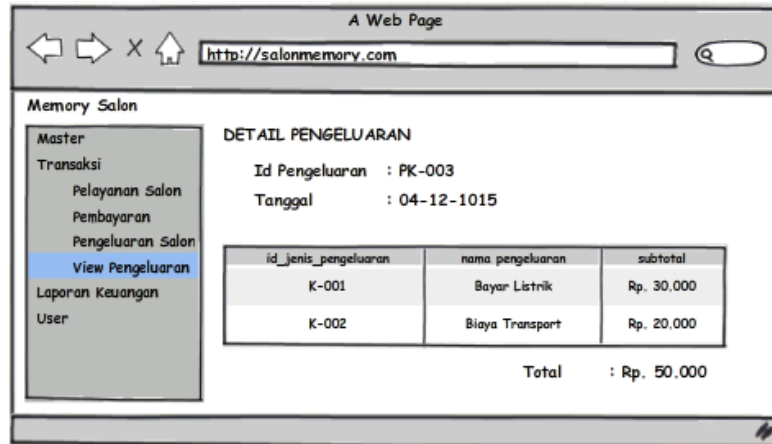 A Web Page
http://salonmemory.com
Memory Salon
Master
Transaksi
Pelayanan Salon
Pembayaran
Pengeluaran Salon
View Pengeluaran
Laporan Keuangan
User
DETAIL PENGELUARAN
Id Pengeluaran : PK-003
Tanggal : 04-12-1015
id_jenis_pengeluaran nama pengeluaran subtotal
K-001 Bayar Listrik Rp. 30,000
K-002 Biaya Transport Rp. 20,000
Total : Rp. 50.000